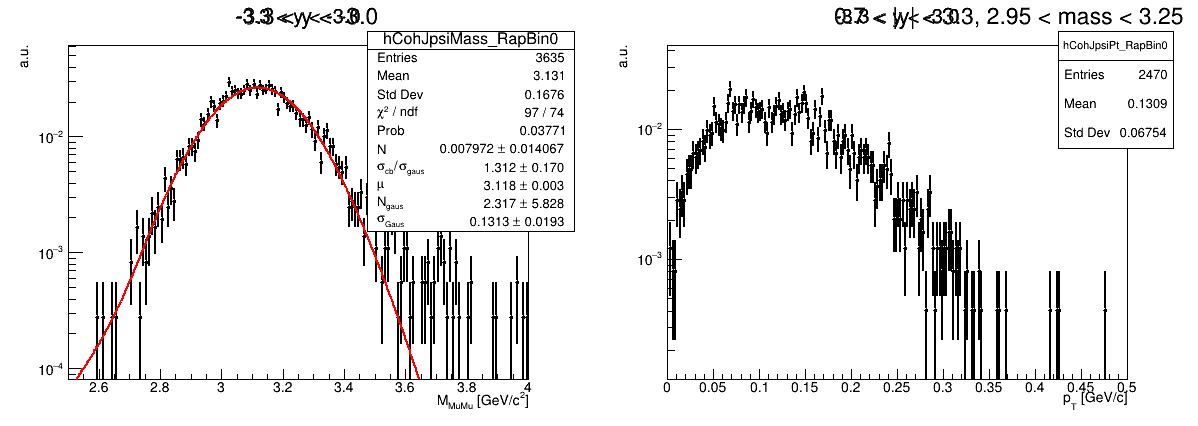 -3.0
, 2.95 < mass < 3.25
a.u.
hCohJpsiMass_RapBin0
Entries 3635
Mean 3.131
Std Dev 0.1676
χ² / ndf 97 / 74
Prob 0.03771
N 0.007972 ± 0.014067
σcb/σgaus 1.312 ± 0.170
μ 3.118 ± 0.003
Ngaus 2.317 ± 5.828
σGaus 0.1313 ± 0.0193
10⁻²
10⁻³
10⁻⁴
2.6 2.8 3 3.2 3.4 3.6 3.8 4
MMuMu [GeV/c²]
a.u.
hCohJpsiPt_RapBin0
Entries 2470
Mean 0.1309
Std Dev 0.06754
10⁻²
10⁻³
0 0.05 0.1 0.15 0.2 0.25 0.3 0.35 0.4 0.45 0.5
pT [GeV/c]